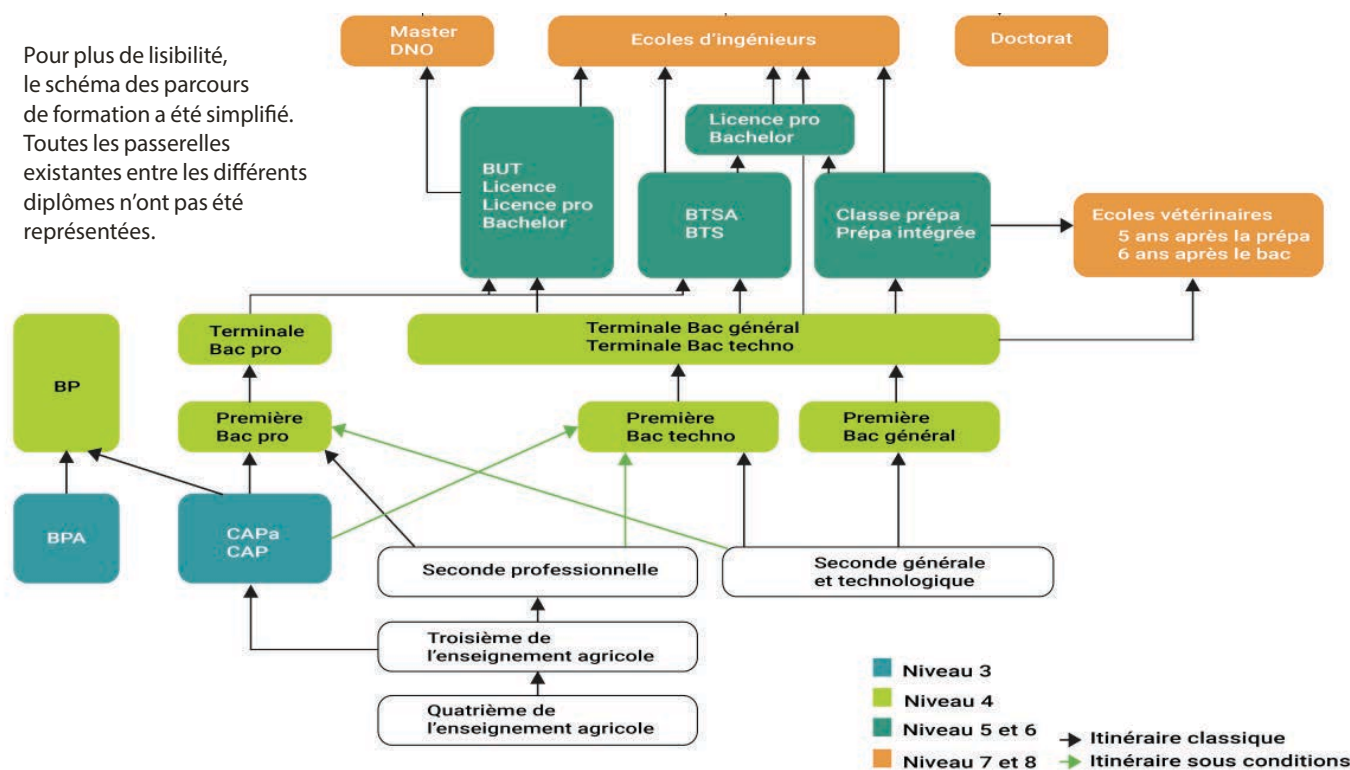 Pour plus de lisibilité,
le schéma des parcours
de formation a été simplifié.
Toutes les passerelles
existantes entre les différents
diplômes n’ont pas été
représentées.
Master
DNO
Ecoles d’ingénieurs
Doctorat
Licence pro
Bachelor
BUT
Licence
Licence pro
Bachelor
BTSA
BTS
Classe prépa
Prépa intégrée
Ecoles vétérinaires
5 ans après la prépa
6 ans après le bac
BP
Terminale
Bac pro
Terminale Bac général
Terminale Bac techno
Première
Bac pro
Première
Bac techno
Première
Bac général
BPA
CAPa
CAP
Seconde professionnelle
Seconde générale
et technologique
Troisième de
l’enseignement agricole
Quatrième de
l’enseignement agricole
Niveau 3
Niveau 4
Niveau 5 et 6
Niveau 7 et 8
Itinéraire classique
Itinéraire sous conditions